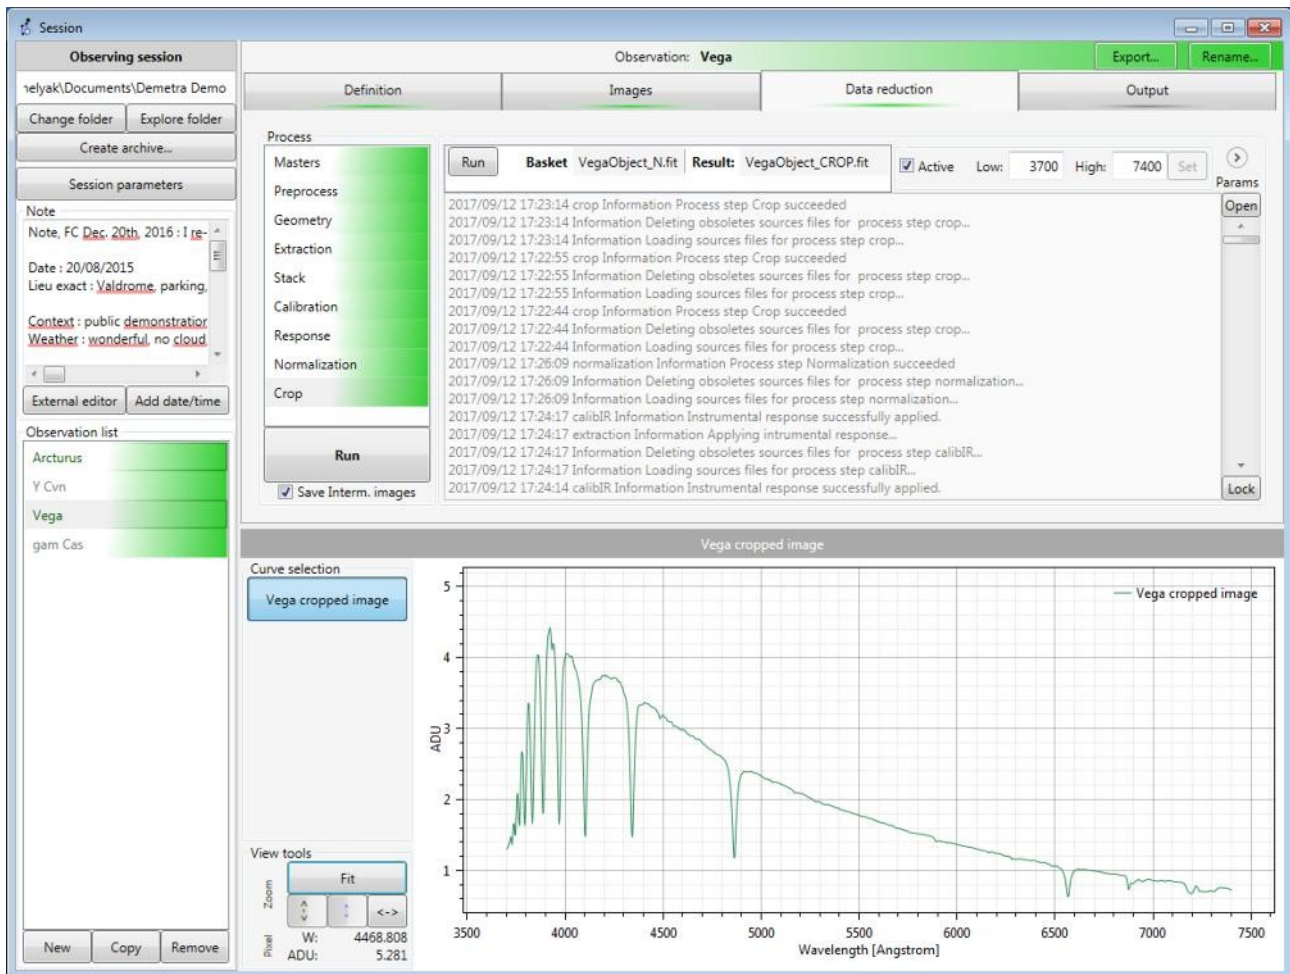 Session
Observing session
nelyak\Documents\Demetra Demo
Change folder Explore folder
Create archive...
Session parameters
Note
Note, FC Dec. 20th, 2016 : I re-
Date : 20/08/2015
Lieu exact : Valdrome, parking,
Context : public demonstration
Weather : wonderful, no cloud
External editor Add date/time
Observation list
Arcturus
Y Cvn
Vega
gam Cas
New Copy Remove
Observation: Vega Export... Rename...
Definition Images Data reduction Output
Process
Masters
Preprocess
Geometry
Extraction
Stack
Calibration
Response
Normalization
Crop
Run
Save Interm. images
Run Basket VegaObject_N.fit Result: VegaObject_CROP.fit Active Low: 3700 High: 7400 Set
Params
Open
2017/09/12 17:23:14 crop Information Process step Crop succeeded
2017/09/12 17:23:14 Information Deleting obsoletes sources files for process step crop...
2017/09/12 17:23:14 Information Loading sources files for process step crop...
2017/09/12 17:22:55 crop Information Process step Crop succeeded
2017/09/12 17:22:55 Information Deleting obsoletes sources files for process step crop...
2017/09/12 17:22:55 Information Loading sources files for process step crop...
2017/09/12 17:22:44 crop Information Process step Crop succeeded
2017/09/12 17:22:44 Information Deleting obsoletes sources files for process step crop...
2017/09/12 17:22:44 Information Loading sources files for process step crop...
2017/09/12 17:26:09 normalization Information Process step Normalization succeeded
2017/09/12 17:26:09 Information Deleting obsoletes sources files for process step normalization...
2017/09/12 17:26:09 Information Loading sources files for process step normalization...
2017/09/12 17:24:17 calibIR Information Instrumental response successfully applied.
2017/09/12 17:24:17 extraction Information Applying intrumental response...
2017/09/12 17:24:17 Information Deleting obsoletes sources files for process step calibIR...
2017/09/12 17:24:17 Information Loading sources files for process step calibIR...
2017/09/12 17:24:14 calibIR Information Instrumental response successfully applied.
Lock
Vega cropped image
Curve selection
Vega cropped image
View tools
Zoom
Fit
<->
Pixel
W: 4468.808
ADU: 5.281
Vega cropped image
5
4
3
2
1
ADU
3500 4000 4500 5000 5500 6000 6500 7000 7500
Wavelength [Angstrom]